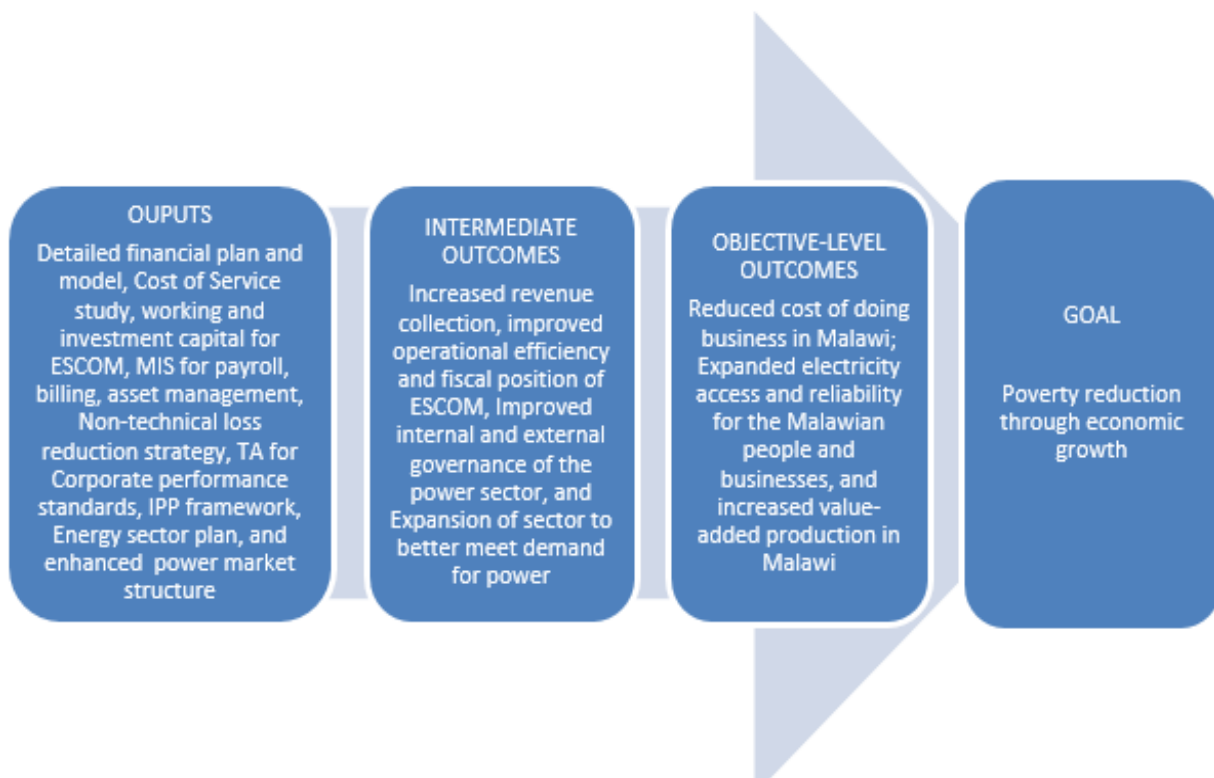 OUPUTS
Detailed financial plan and
model, Cost of Service
study, working and
investment capital for
ESCOM, MIS for payroll,
billing, asset management,
Non-technical loss
reduction strategy, TA for
Corporate performance
standards, IPP framework,
Energy sector plan, and
enhanced power market
structure
INTERMEDIATE
OUTCOMES
Increased revenue
collection, improved
operational efficiency
and fiscal position of
ESCOM, Improved
internal and external
governance of the
power sector, and
Expansion of sector to
better meet demand
for power
OBJECTIVE-LEVEL
OUTCOMES
Reduced cost of doing
business in Malawi;
Expanded electricity
access and reliability
for the Malawian
people and
businesses, and
increased value-
added production in
Malawi
GOAL
Poverty reduction
through economic
growth